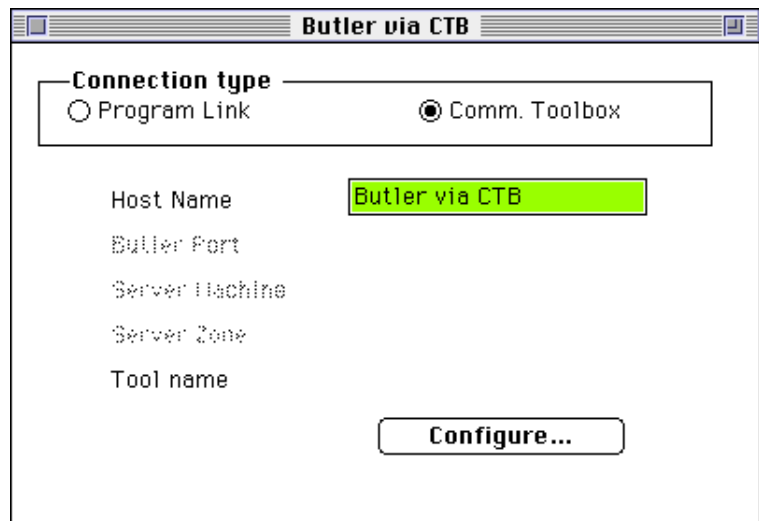 Butler via CTB
Connection type
Program Link Comm. Toolbox
Host Name Butler via CTB
Butler Port
Server Machine
Server Zone
Tool name
Configure...